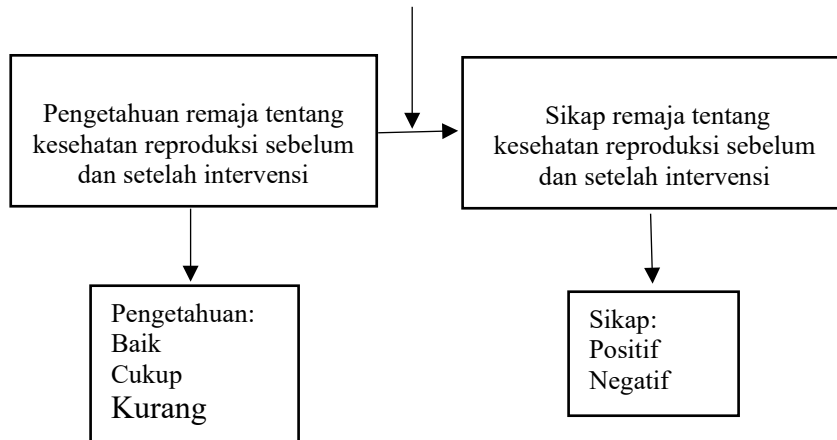 Pengetahuan remaja tentang
kesehatan reproduksi sebelum
dan setelah intervensi
Sikap remaja tentang
kesehatan reproduksi sebelum
dan setelah intervensi
Pengetahuan:
Baik
Cukup
Kurang
Sikap:
Positif
Negatif